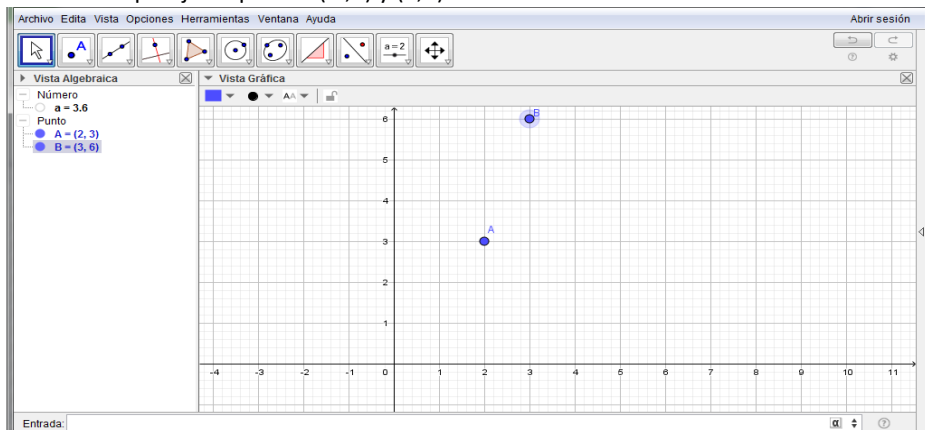 Archivo Edita Vista Opciones Herramientas Ventana Ayuda Abrir sesión
A
a = 2
Vista Algebraica
Vista Gráfica
Número
a = 3.6
Punto
A = (2, 3)
B = (3, 6)
AA
B
6
5
4
A
3
2
1
-4 -3 -2 -1 0 1 2 3 4 5 6 7 8 9 10 11
Entrada:
α